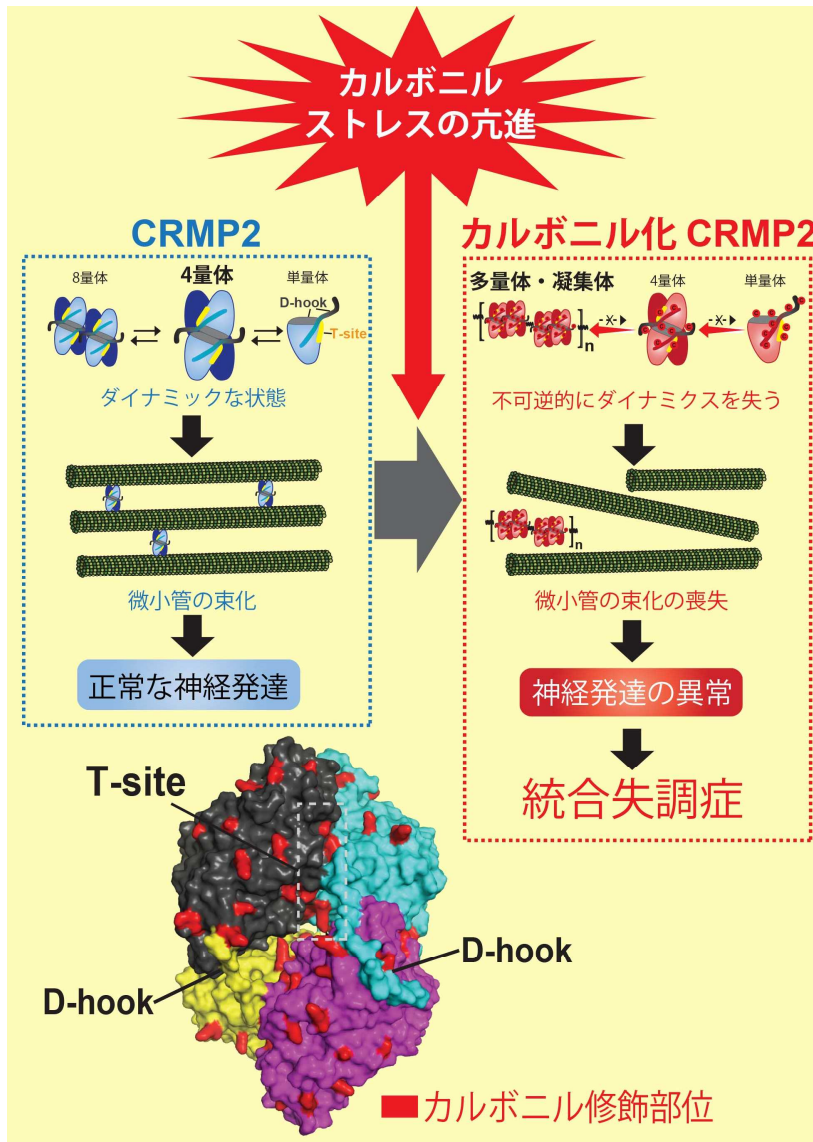 カルボニル
ストレスの亢進
CRMP2
8量体
4量体
単量体
D-hook
T-site
ダイナミックな状態
微小管の束化
正常な神経発達
カルボニル化 CRMP2
多量体・凝集体
4量体
単量体
n
-X-
-X-
不可逆的にダイナミクスを失う
n
微小管の束化の喪失
神経発達の異常
統合失調症
T-site
D-hook
D-hook
カルボニル修飾部位